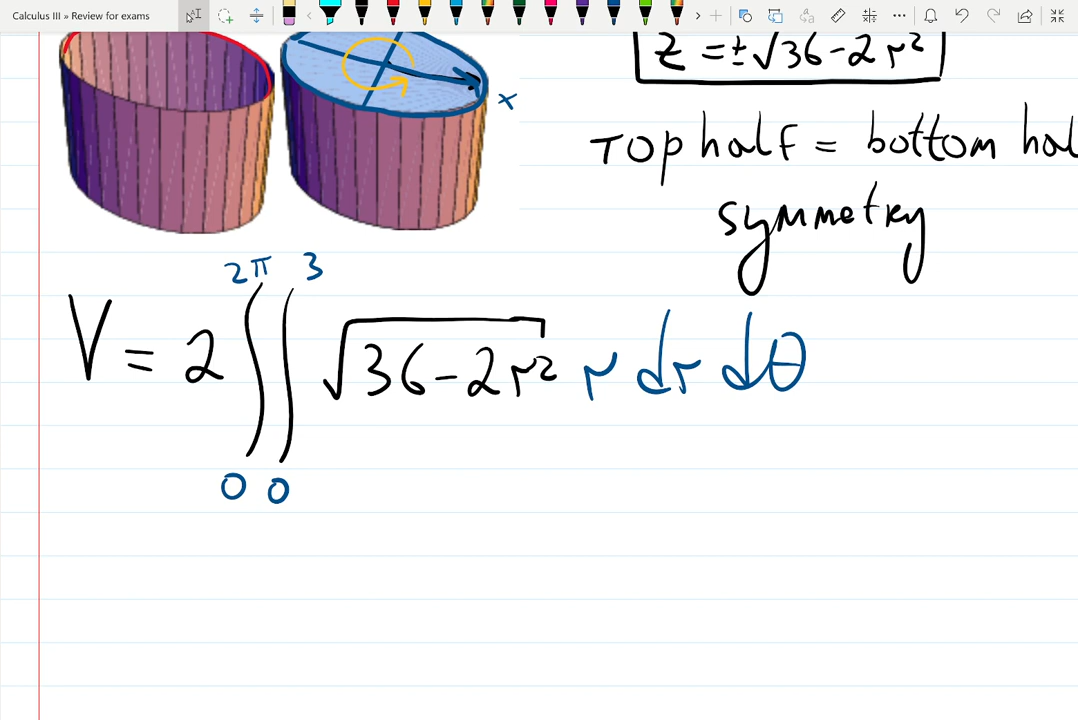 Calculus III » Review for exams
z = ±√36-2r²
x
Top half = bottom hal
symmetry
2π 3
V = 2 ∫∫ √36-2r² r dr dθ
0 0